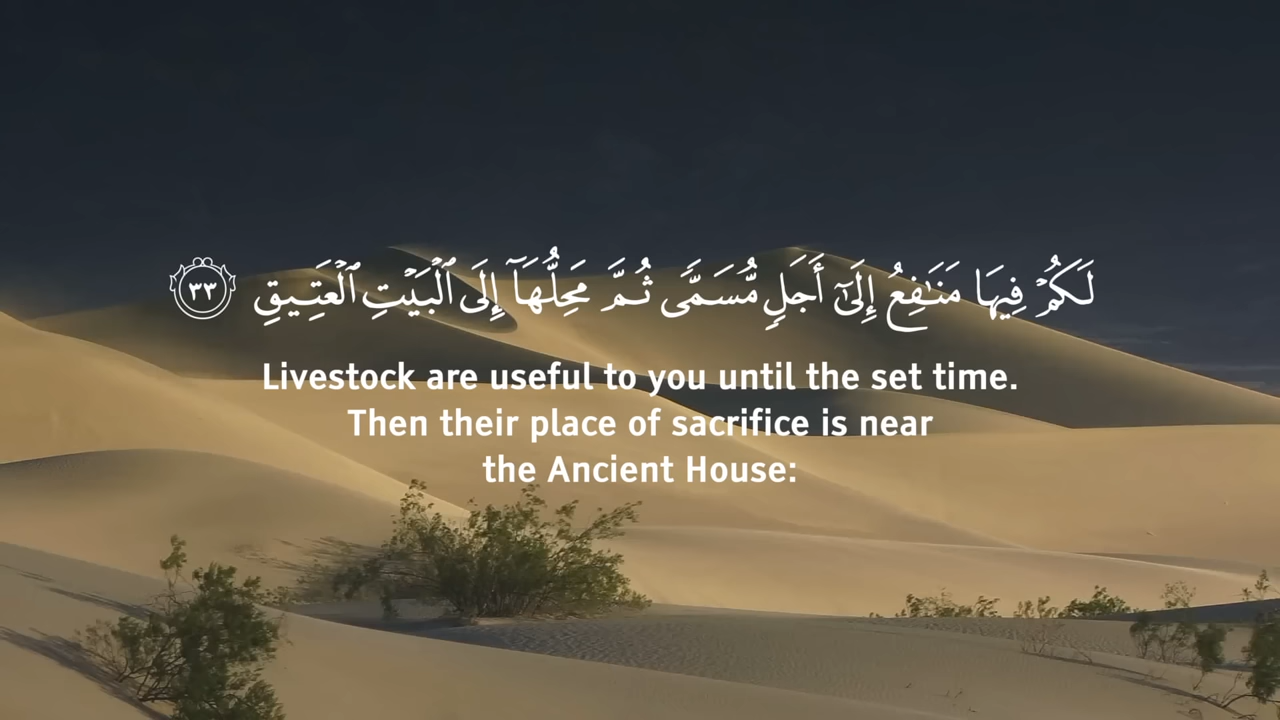 لَكُمْ فِيهَا مَنَـٰفِعُ إِلَىٰٓ أَجَلٍ مُّسَمًّى ثُمَّ مَحِلُّهَآ إِلَى ٱلْبَيْتِ ٱلْعَتِيقِ ٣٣
Livestock are useful to you until the set time.
Then their place of sacrifice is near
the Ancient House: